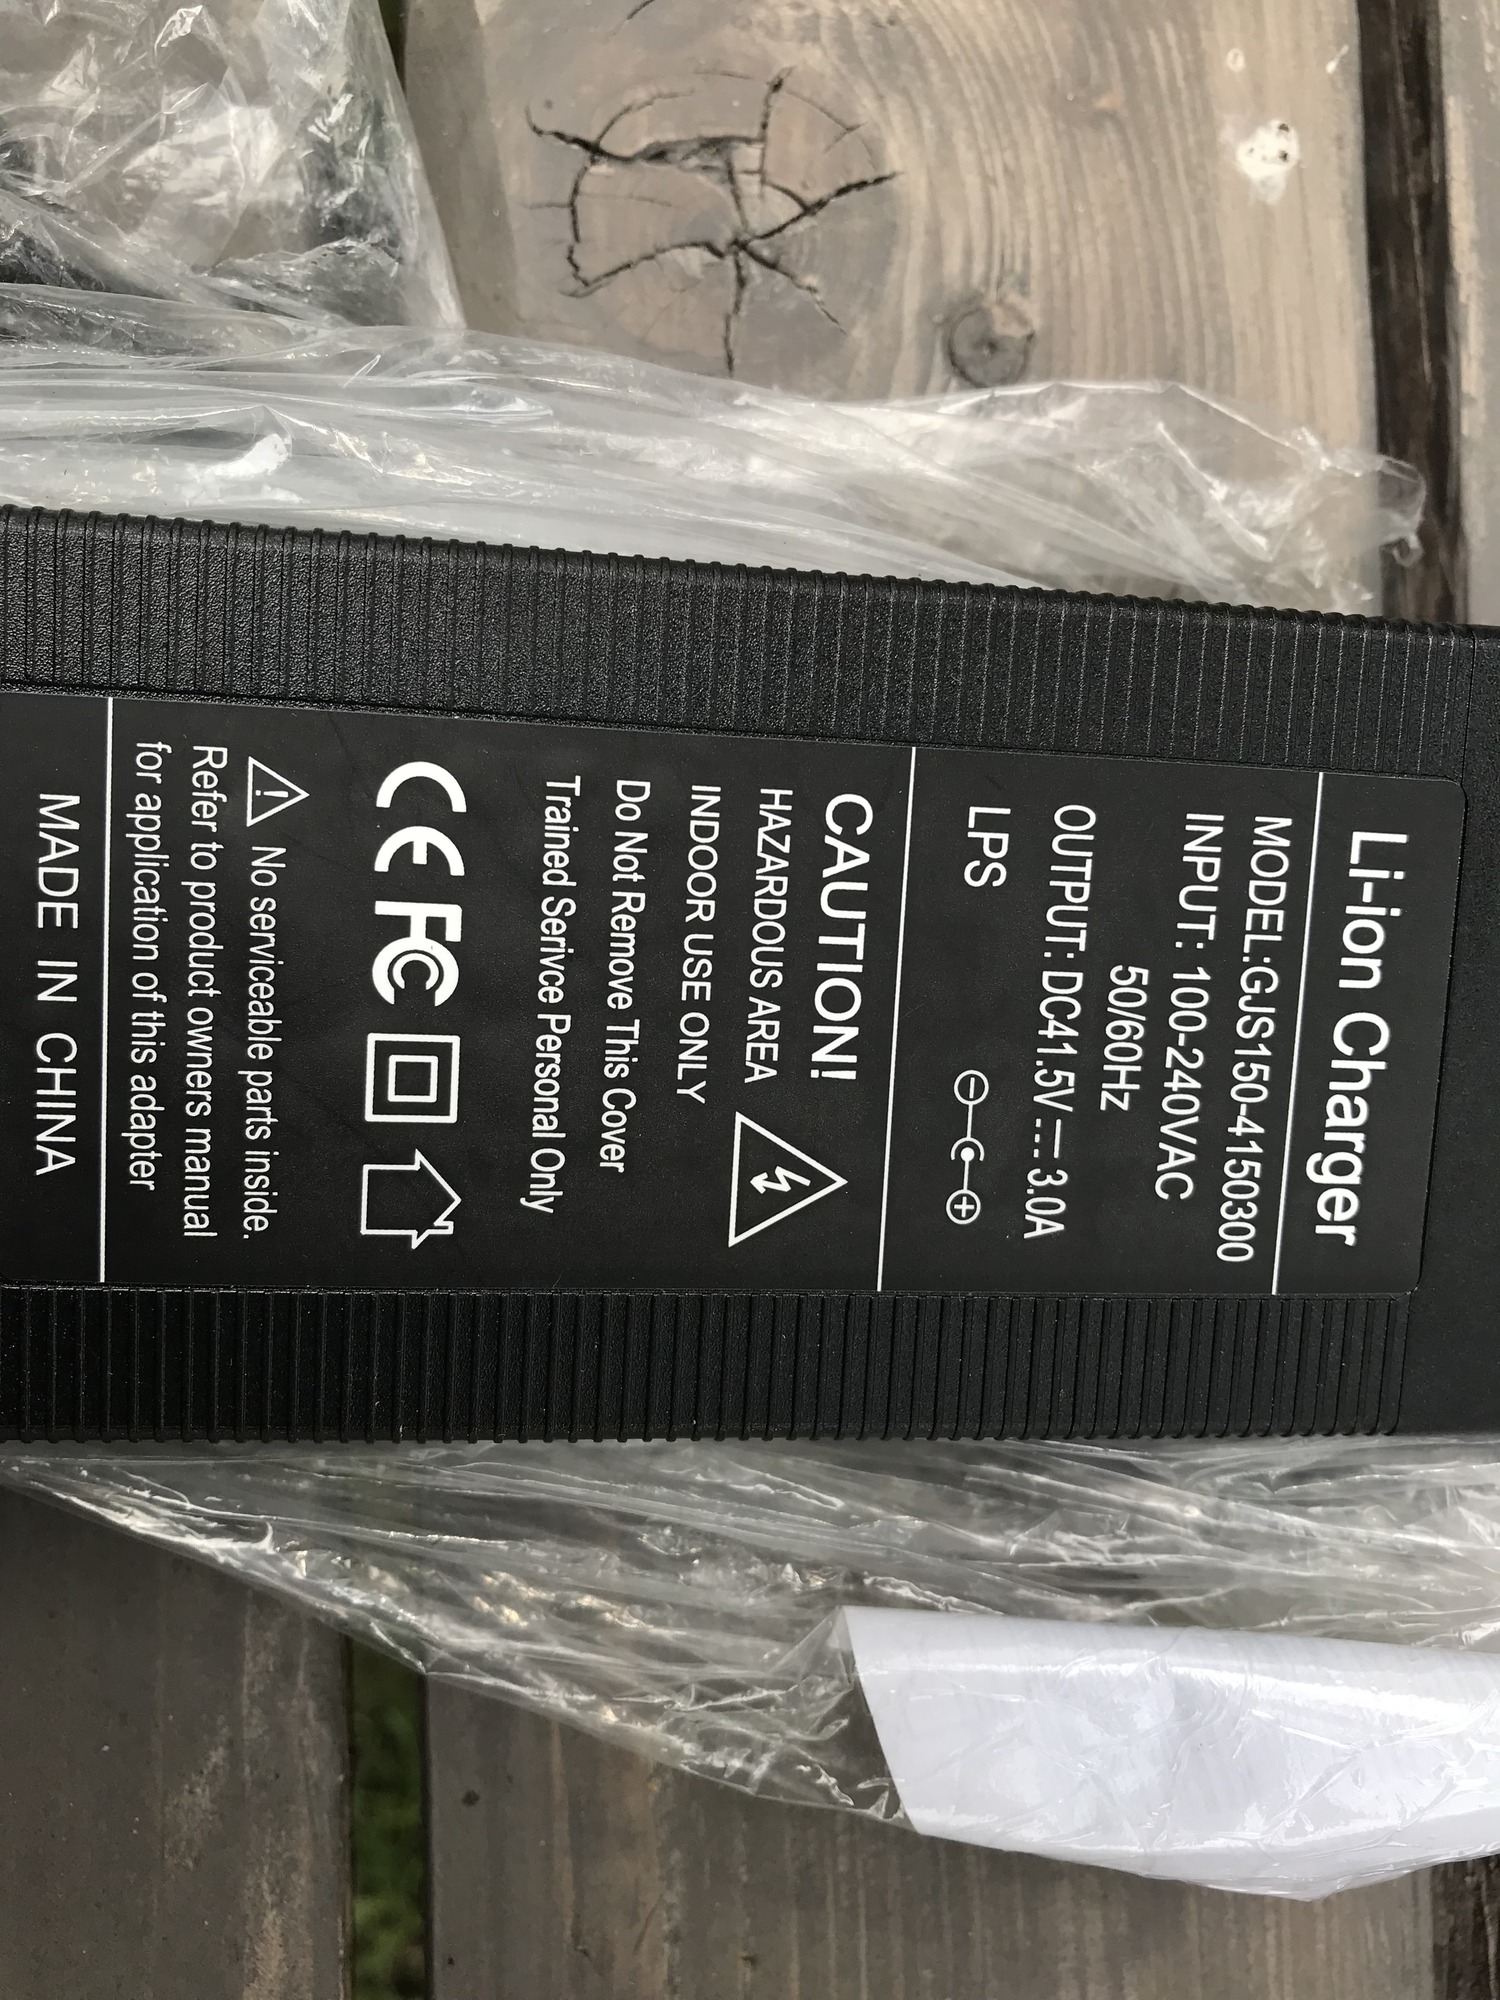 Li-ion Charger
MODEL:GJS150-4150300
INPUT: 100-240VAC
50/60Hz
OUTPUT: DC41.5V⎓3.0A
LPS
CAUTION!
HAZARDOUS AREA
INDOOR USE ONLY
Do Not Remove This Cover
Trained Serivce Personal Only
CE FC
No serviceable parts inside.
Refer to product owners manual
for application of this adapter
MADE IN CHINA